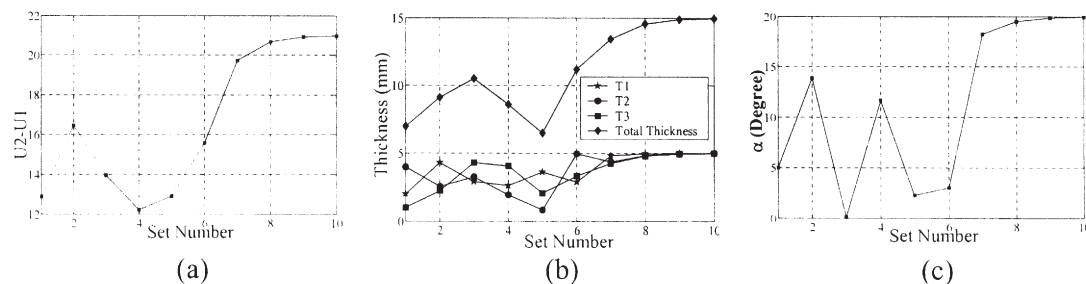 22
20
18
16
14
12
U2-U1
2
4
6
8
10
Set Number
(a)
15
10
5
0
Thickness (mm)
T1
T2
T3
Total Thickness
2
4
6
8
10
Set Number
(b)
20
15
10
5
0
α (Degree)
2
4
6
8
10
Set Number
(c)